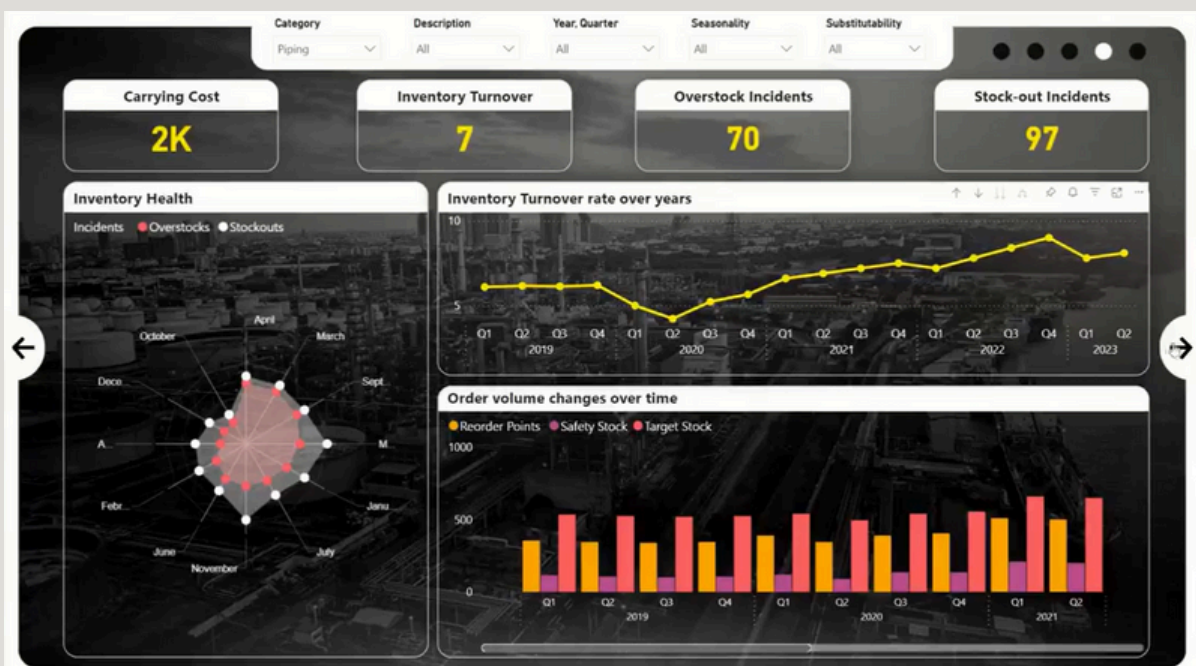 Category Description Year, Quarter Seasonality Substitutability
Piping All All All All
Carrying Cost Inventory Turnover Overstock Incidents Stock-out Incidents
2K 7 70 97
Inventory Health
Incidents Overstocks Stockouts
April
March
Sept...
M...
Janu...
July
November
June
Febr...
A...
Dece...
October
Inventory Turnover rate over years
10
5
Q1 Q2 Q3 Q4 Q1 Q2 Q3 Q4 Q1 Q2 Q3 Q4 Q1 Q2 Q3 Q4 Q1 Q2
2019 2020 2021 2022 2023
Order volume changes over time
Reorder Points Safety Stock Target Stock
1000
500
0
Q1 Q2 Q3 Q4 Q1 Q2 Q3 Q4 Q1 Q2
2019 2020 2021